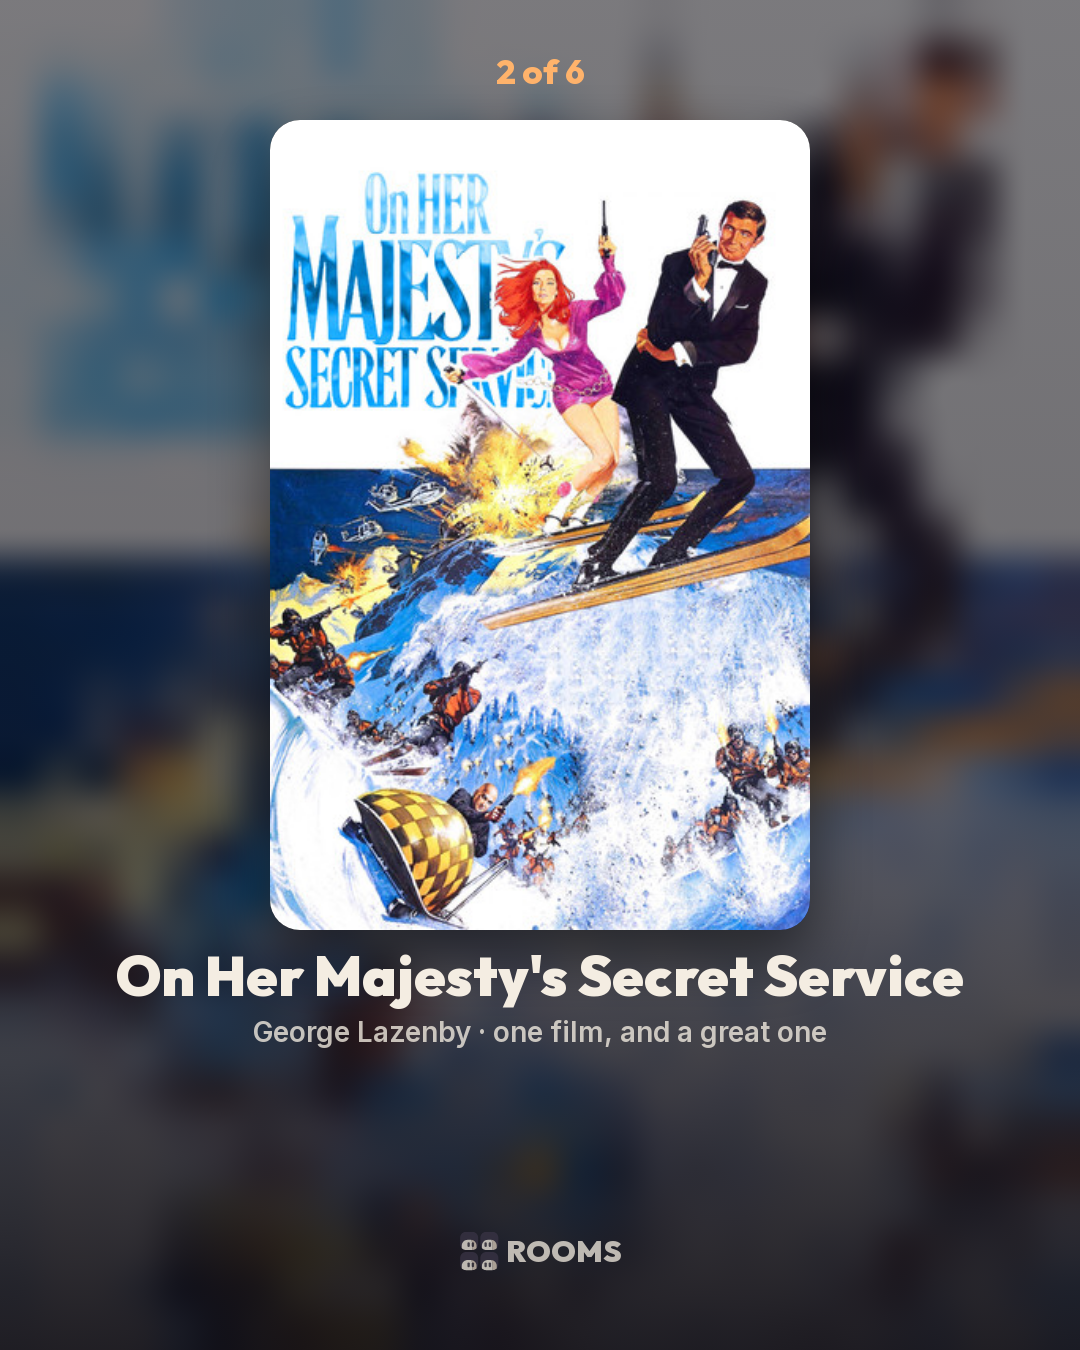 2 of 6
On HER
MAJESTY'S
SECRET SERVICE
On Her Majesty's Secret Service
George Lazenby · one film, and a great one
ROOMS